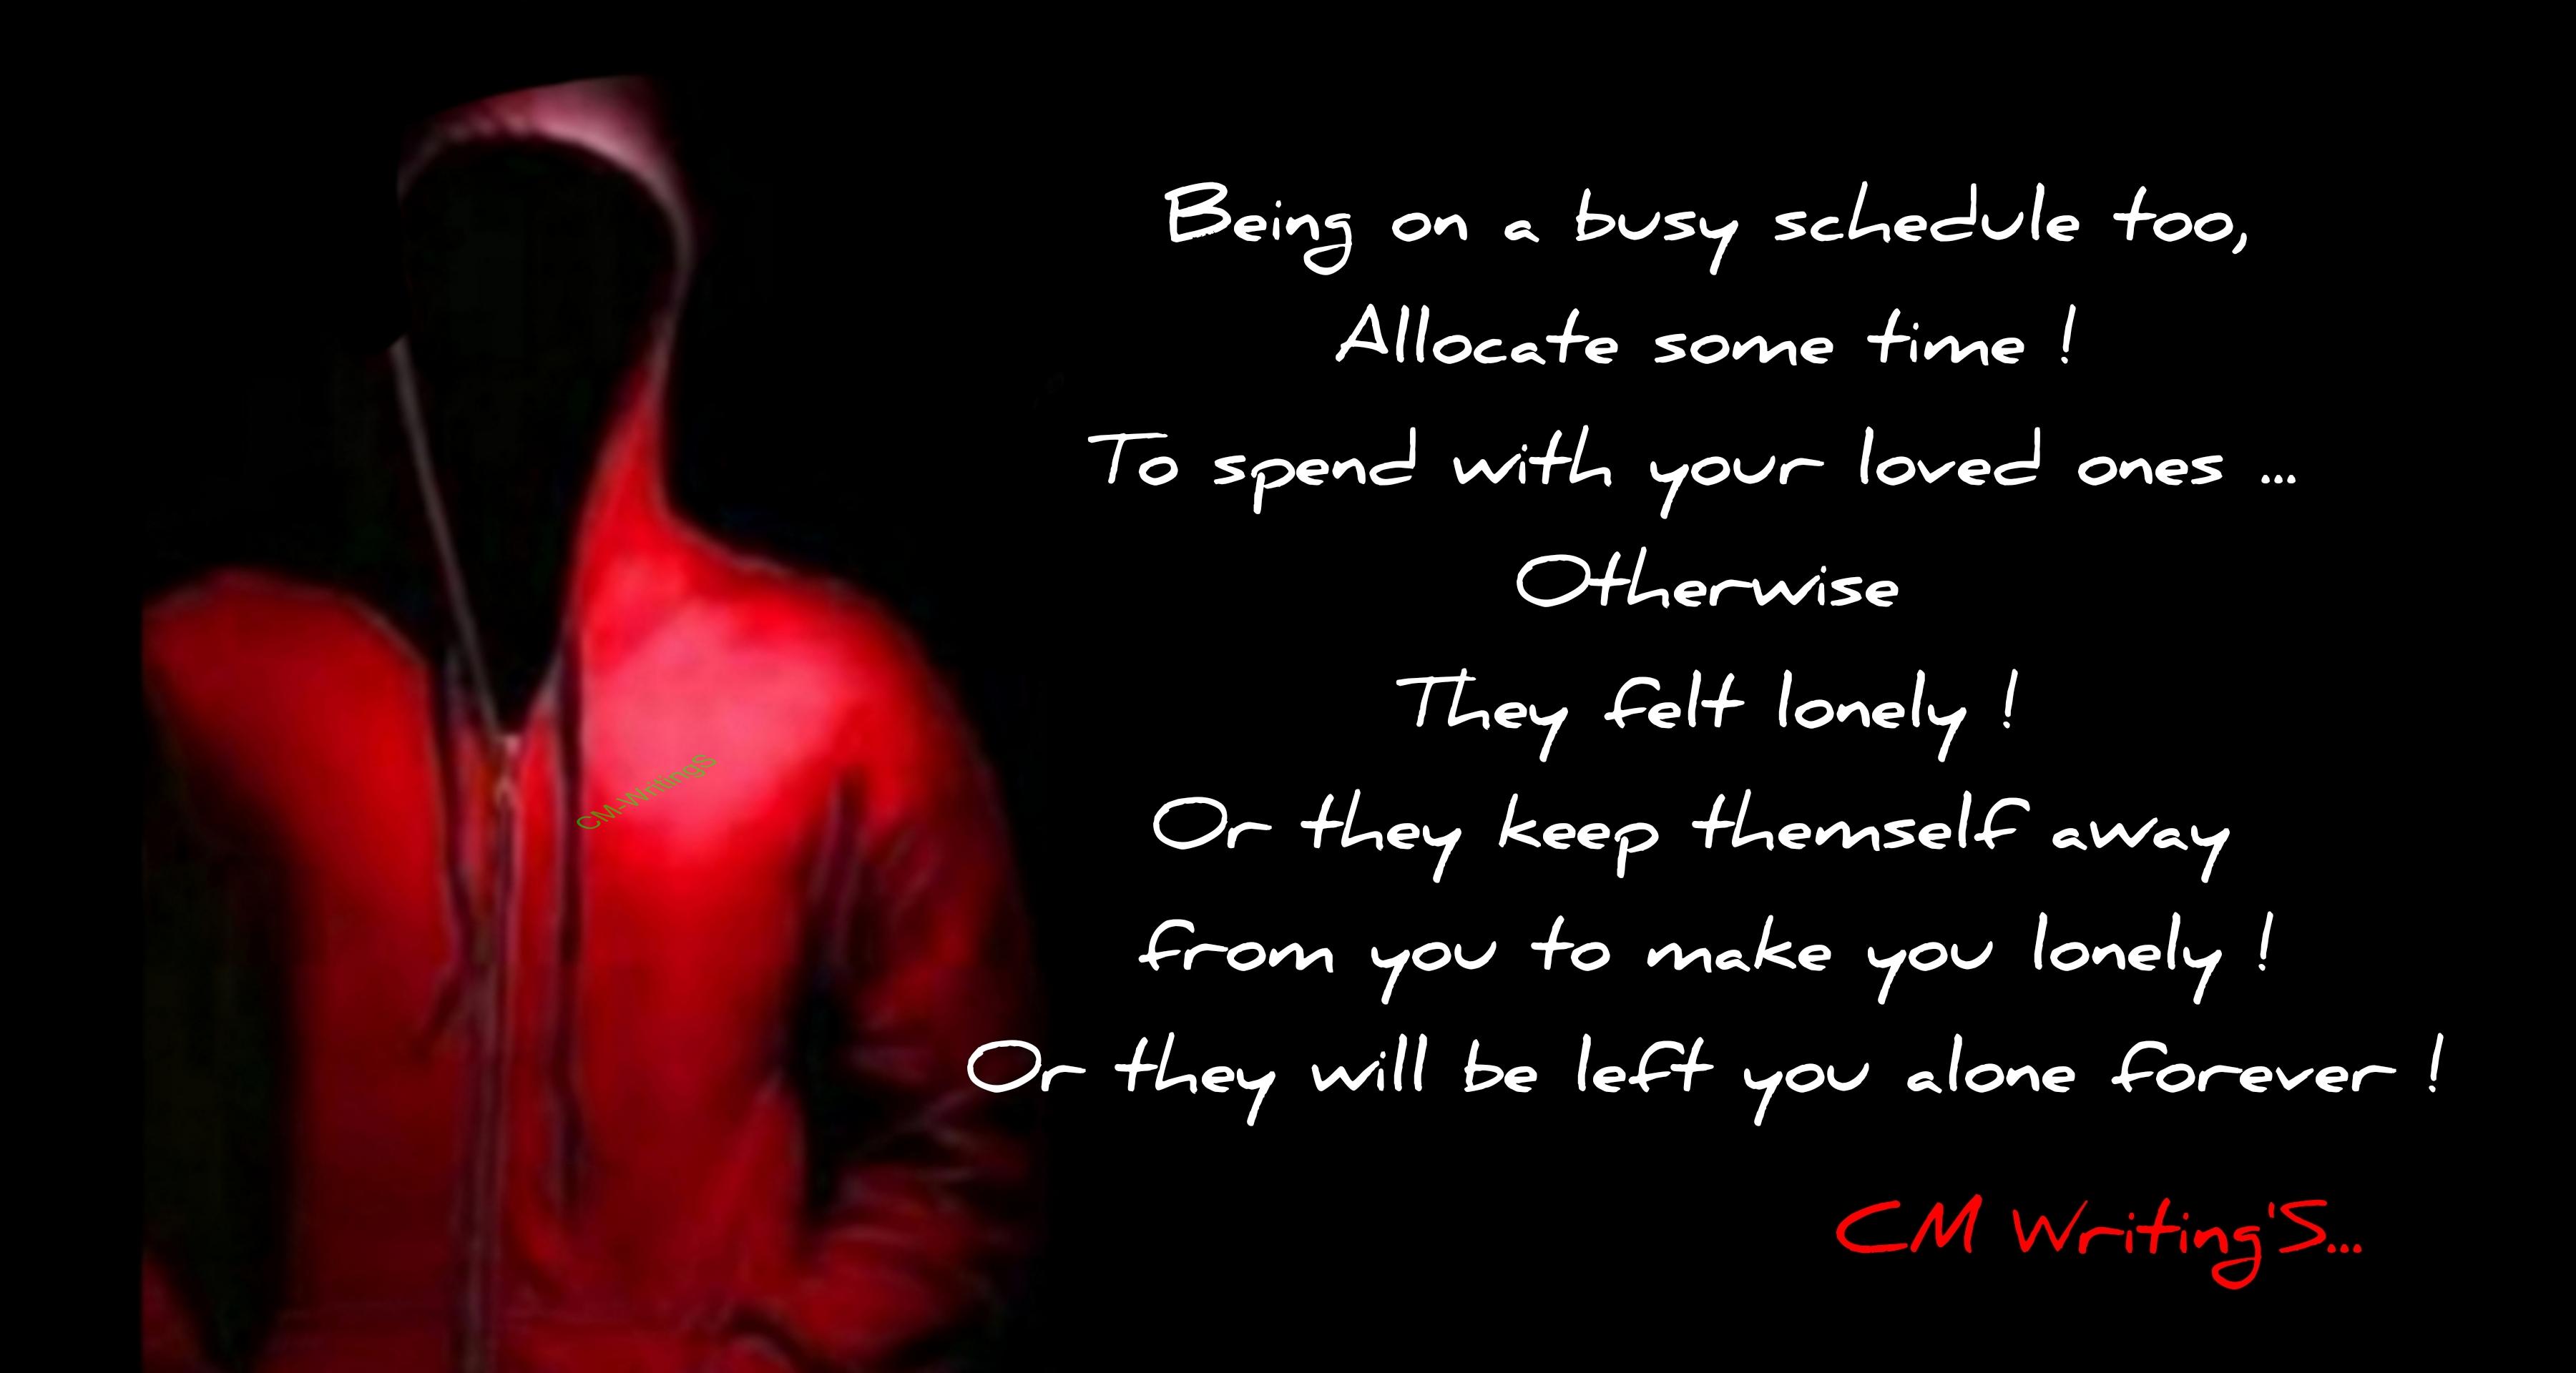 Being on a busy schedule too,
Allocate some time !
To spend with your loved ones ...
Otherwise
They felt lonely !
Or they keep themself away
from you to make you lonely !
Or they will be left you alone forever !
CM Writing'S...
CM-WritingS